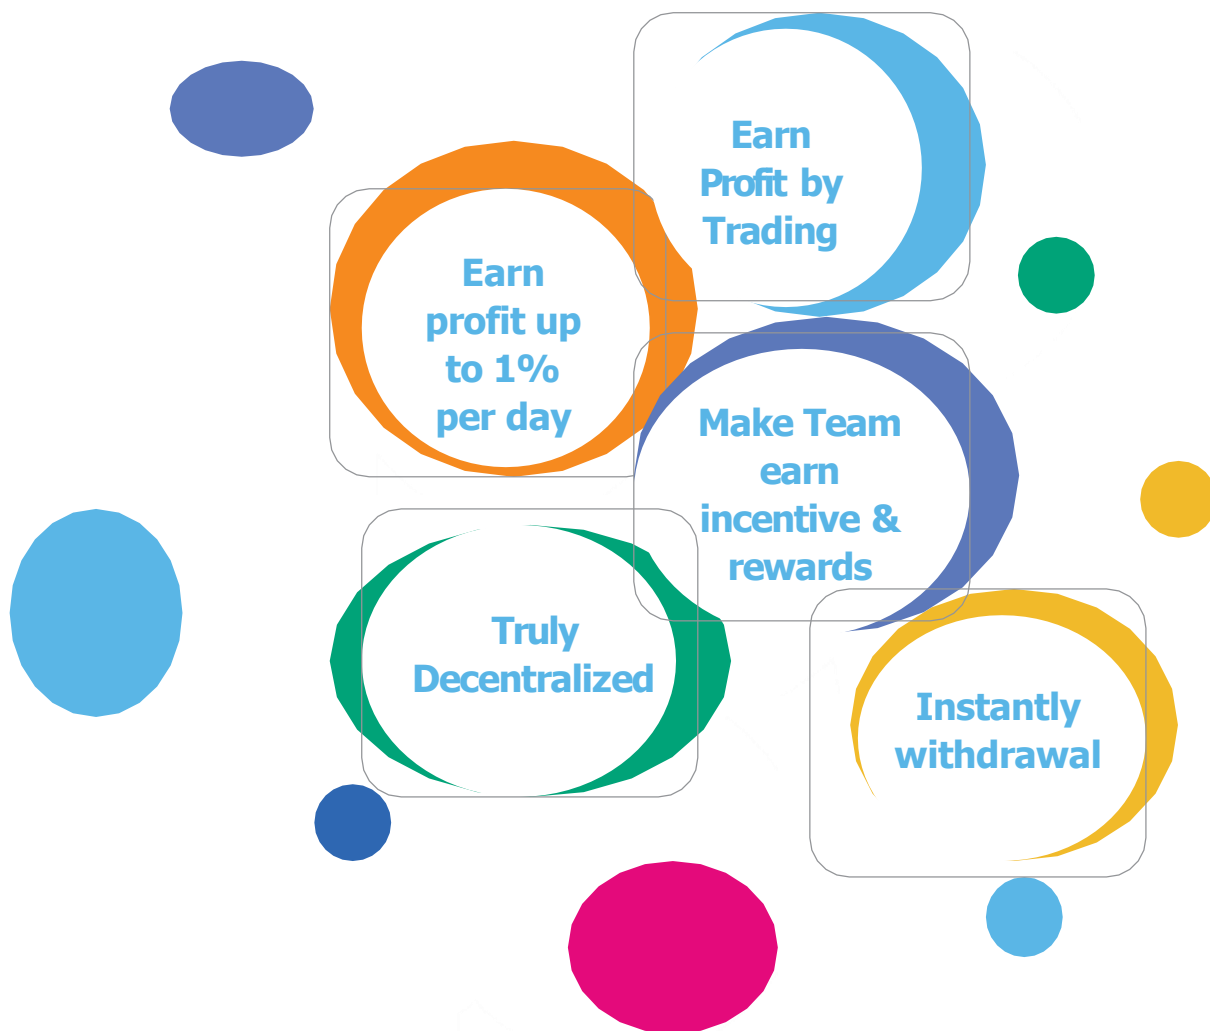 Earn
Profit by
Trading
Earn
profit up
to 1%
per day
Make Team
earn
incentive &
rewards
Truly
Decentralized
Instantly
withdrawal